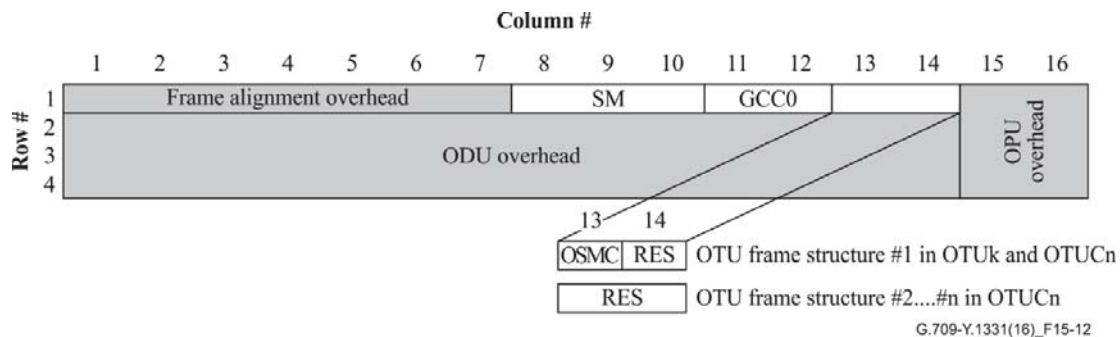 Column #
1 2 3 4 5 6 7 8 9 10 11 12 13 14 15 16
Row #
1 Frame alignment overhead SM GCC0
2
3 ODU overhead
4
OPU overhead
13 14
OSMC RES OTU frame structure #1 in OTUk and OTUCn
RES OTU frame structure #2....#n in OTUCn
G.709-Y.1331(16)_F15-12